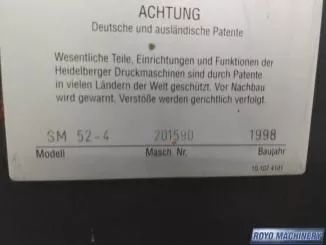 ACHTUNG
Deutsche und ausländische Patente
Wesentliche Teile, Einrichtungen und Funktionen der
Heidelberger Druckmaschinen sind durch Patente
in vielen Ländern der Welt geschützt. Vor Nachbau
wird gewarnt. Verstöße werden gerichtlich verfolgt.
SM 52-4 201590 1998
Modell Masch. Nr. Baujahr
ROYO MACHINERY